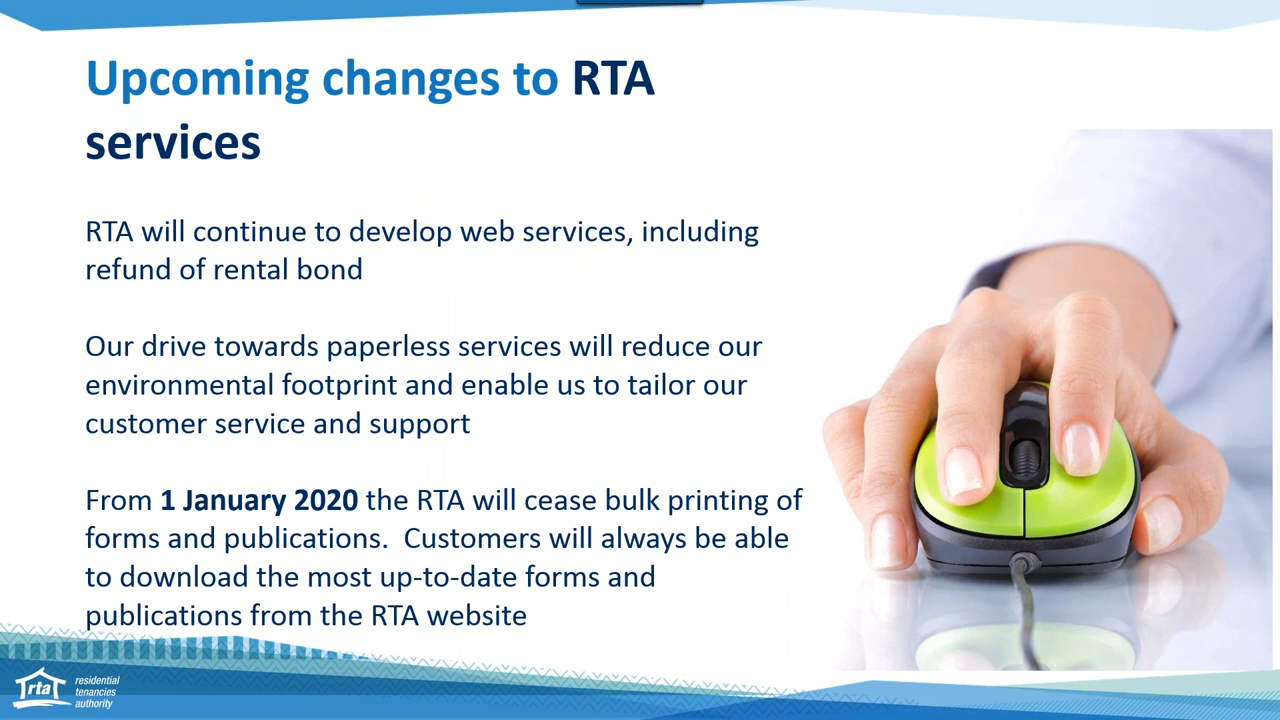 Upcoming changes to RTA
services
RTA will continue to develop web services, including
refund of rental bond
Our drive towards paperless services will reduce our
environmental footprint and enable us to tailor our
customer service and support
From 1 January 2020 the RTA will cease bulk printing of
forms and publications.  Customers will always be able
to download the most up-to-date forms and
publications from the RTA website
rta
residential
tenancies
authority